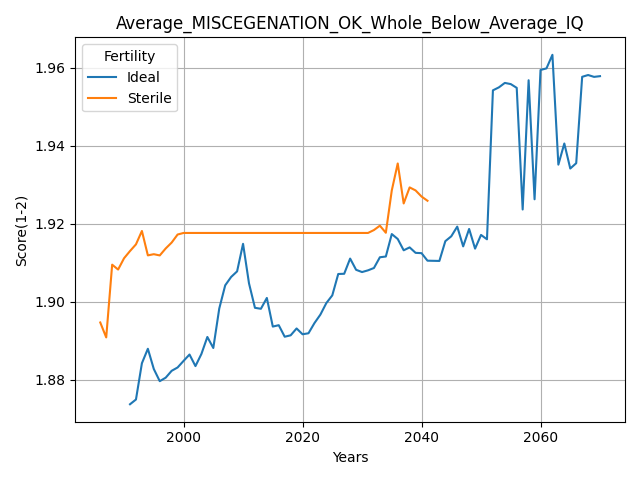 Average_MISCEGENATION_OK_Whole_Below_Average_IQ
Fertility
Ideal
Sterile
1.96
1.94
1.92
1.90
1.88
Score(1-2)
2000
2020
2040
2060
Years